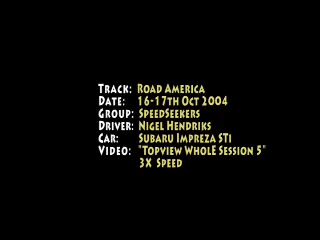 Track: Road America
Date: 16-17th Oct 2004
Group: SpeedSeekers
Driver: Nigel Hendriks
Car: Subaru Impreza STi
Video: "Topview Whole Session 5"
3X Speed